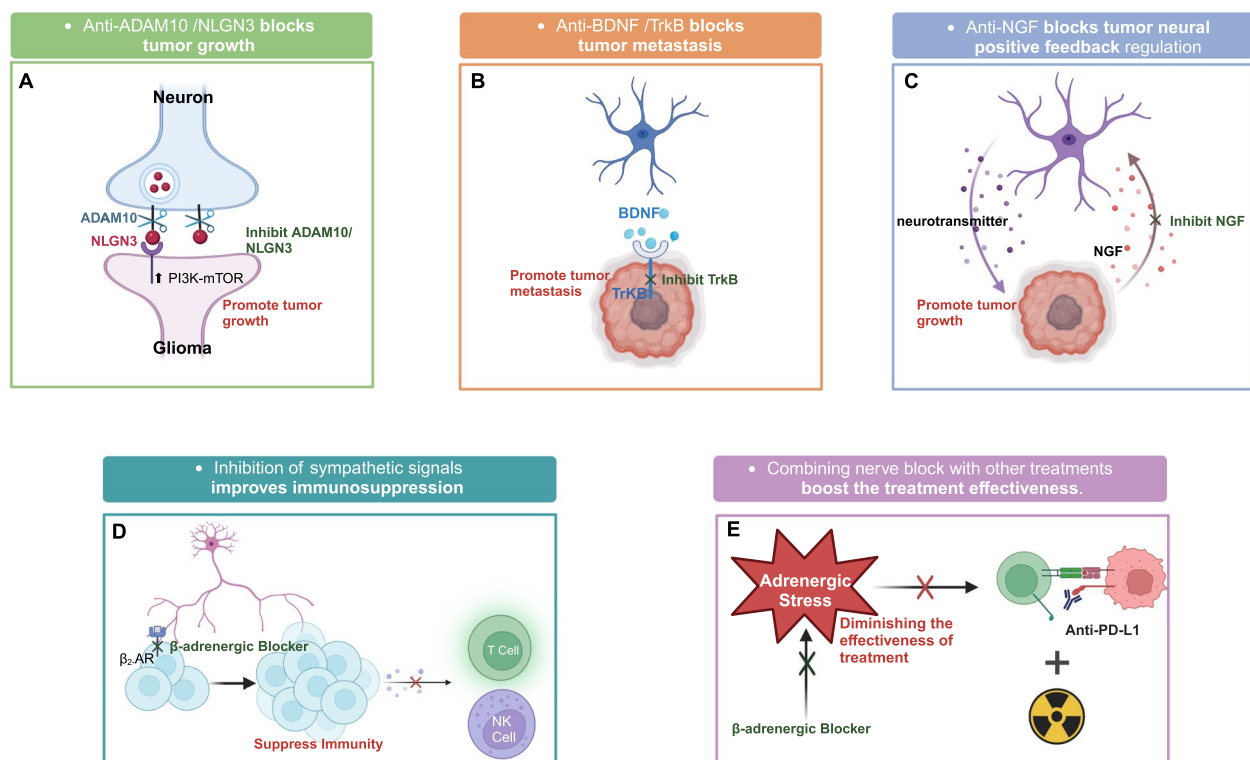 • Anti-ADAM10 /NLGN3 blocks
tumor growth
A
Neuron
ADAM10
NLGN3
Inhibit ADAM10/
NLGN3
⬆ PI3K-mTOR
Promote tumor
growth
Glioma
• Anti-BDNF /TrkB blocks
tumor metastasis
B
BDNF
Promote tumor
metastasis
Inhibit TrkB
TrKB
• Anti-NGF blocks tumor neural
positive feedback regulation
C
neurotransmitter
Inhibit NGF
NGF
Promote tumor
growth
• Inhibition of sympathetic signals
improves immunosuppression
D
β-adrenergic Blocker
β₂-AR
T Cell
NK
Cell
Suppress Immunity
• Combining nerve block with other treatments
boost the treatment effectiveness.
E
Adrenergic
Stress
Diminishing the
effectiveness of
treatment
Anti-PD-L1
+
β-adrenergic Blocker